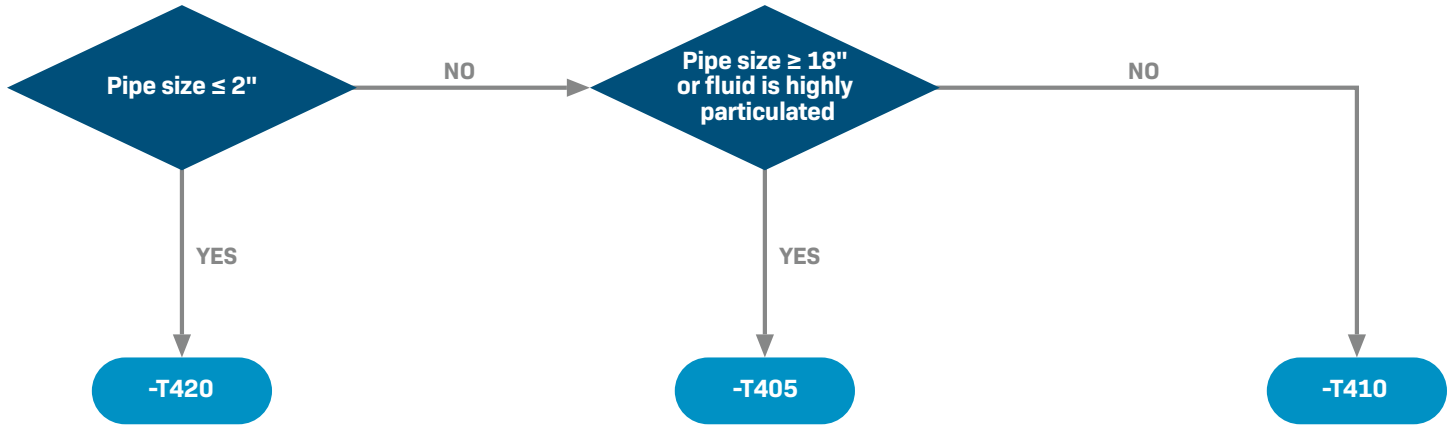 Pipe size ≤ 2"
NO
Pipe size ≥ 18"
or fluid is highly
particulated
NO
YES
YES
-T420
-T405
-T410